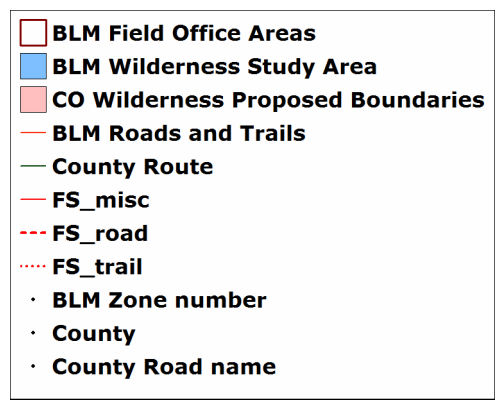 BLM Field Office Areas
BLM Wilderness Study Area
CO Wilderness Proposed Boundaries
BLM Roads and Trails
County Route
FS_misc
FS_road
FS_trail
BLM Zone number
County
County Road name